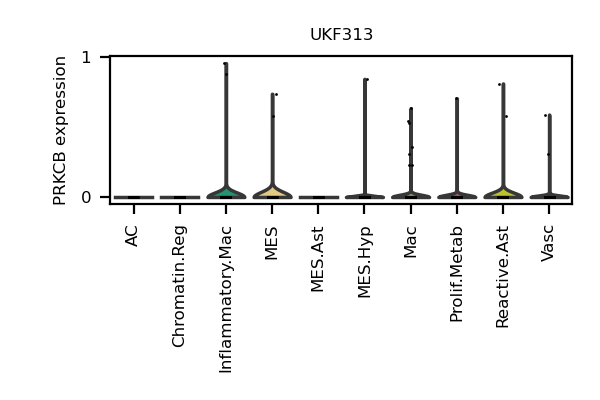 UKF313
PRKCB expression
1
0
AC
Chromatin.Reg
Inflammatory.Mac
MES
MES.Ast
MES.Hyp
Mac
Prolif.Metab
Reactive.Ast
Vasc